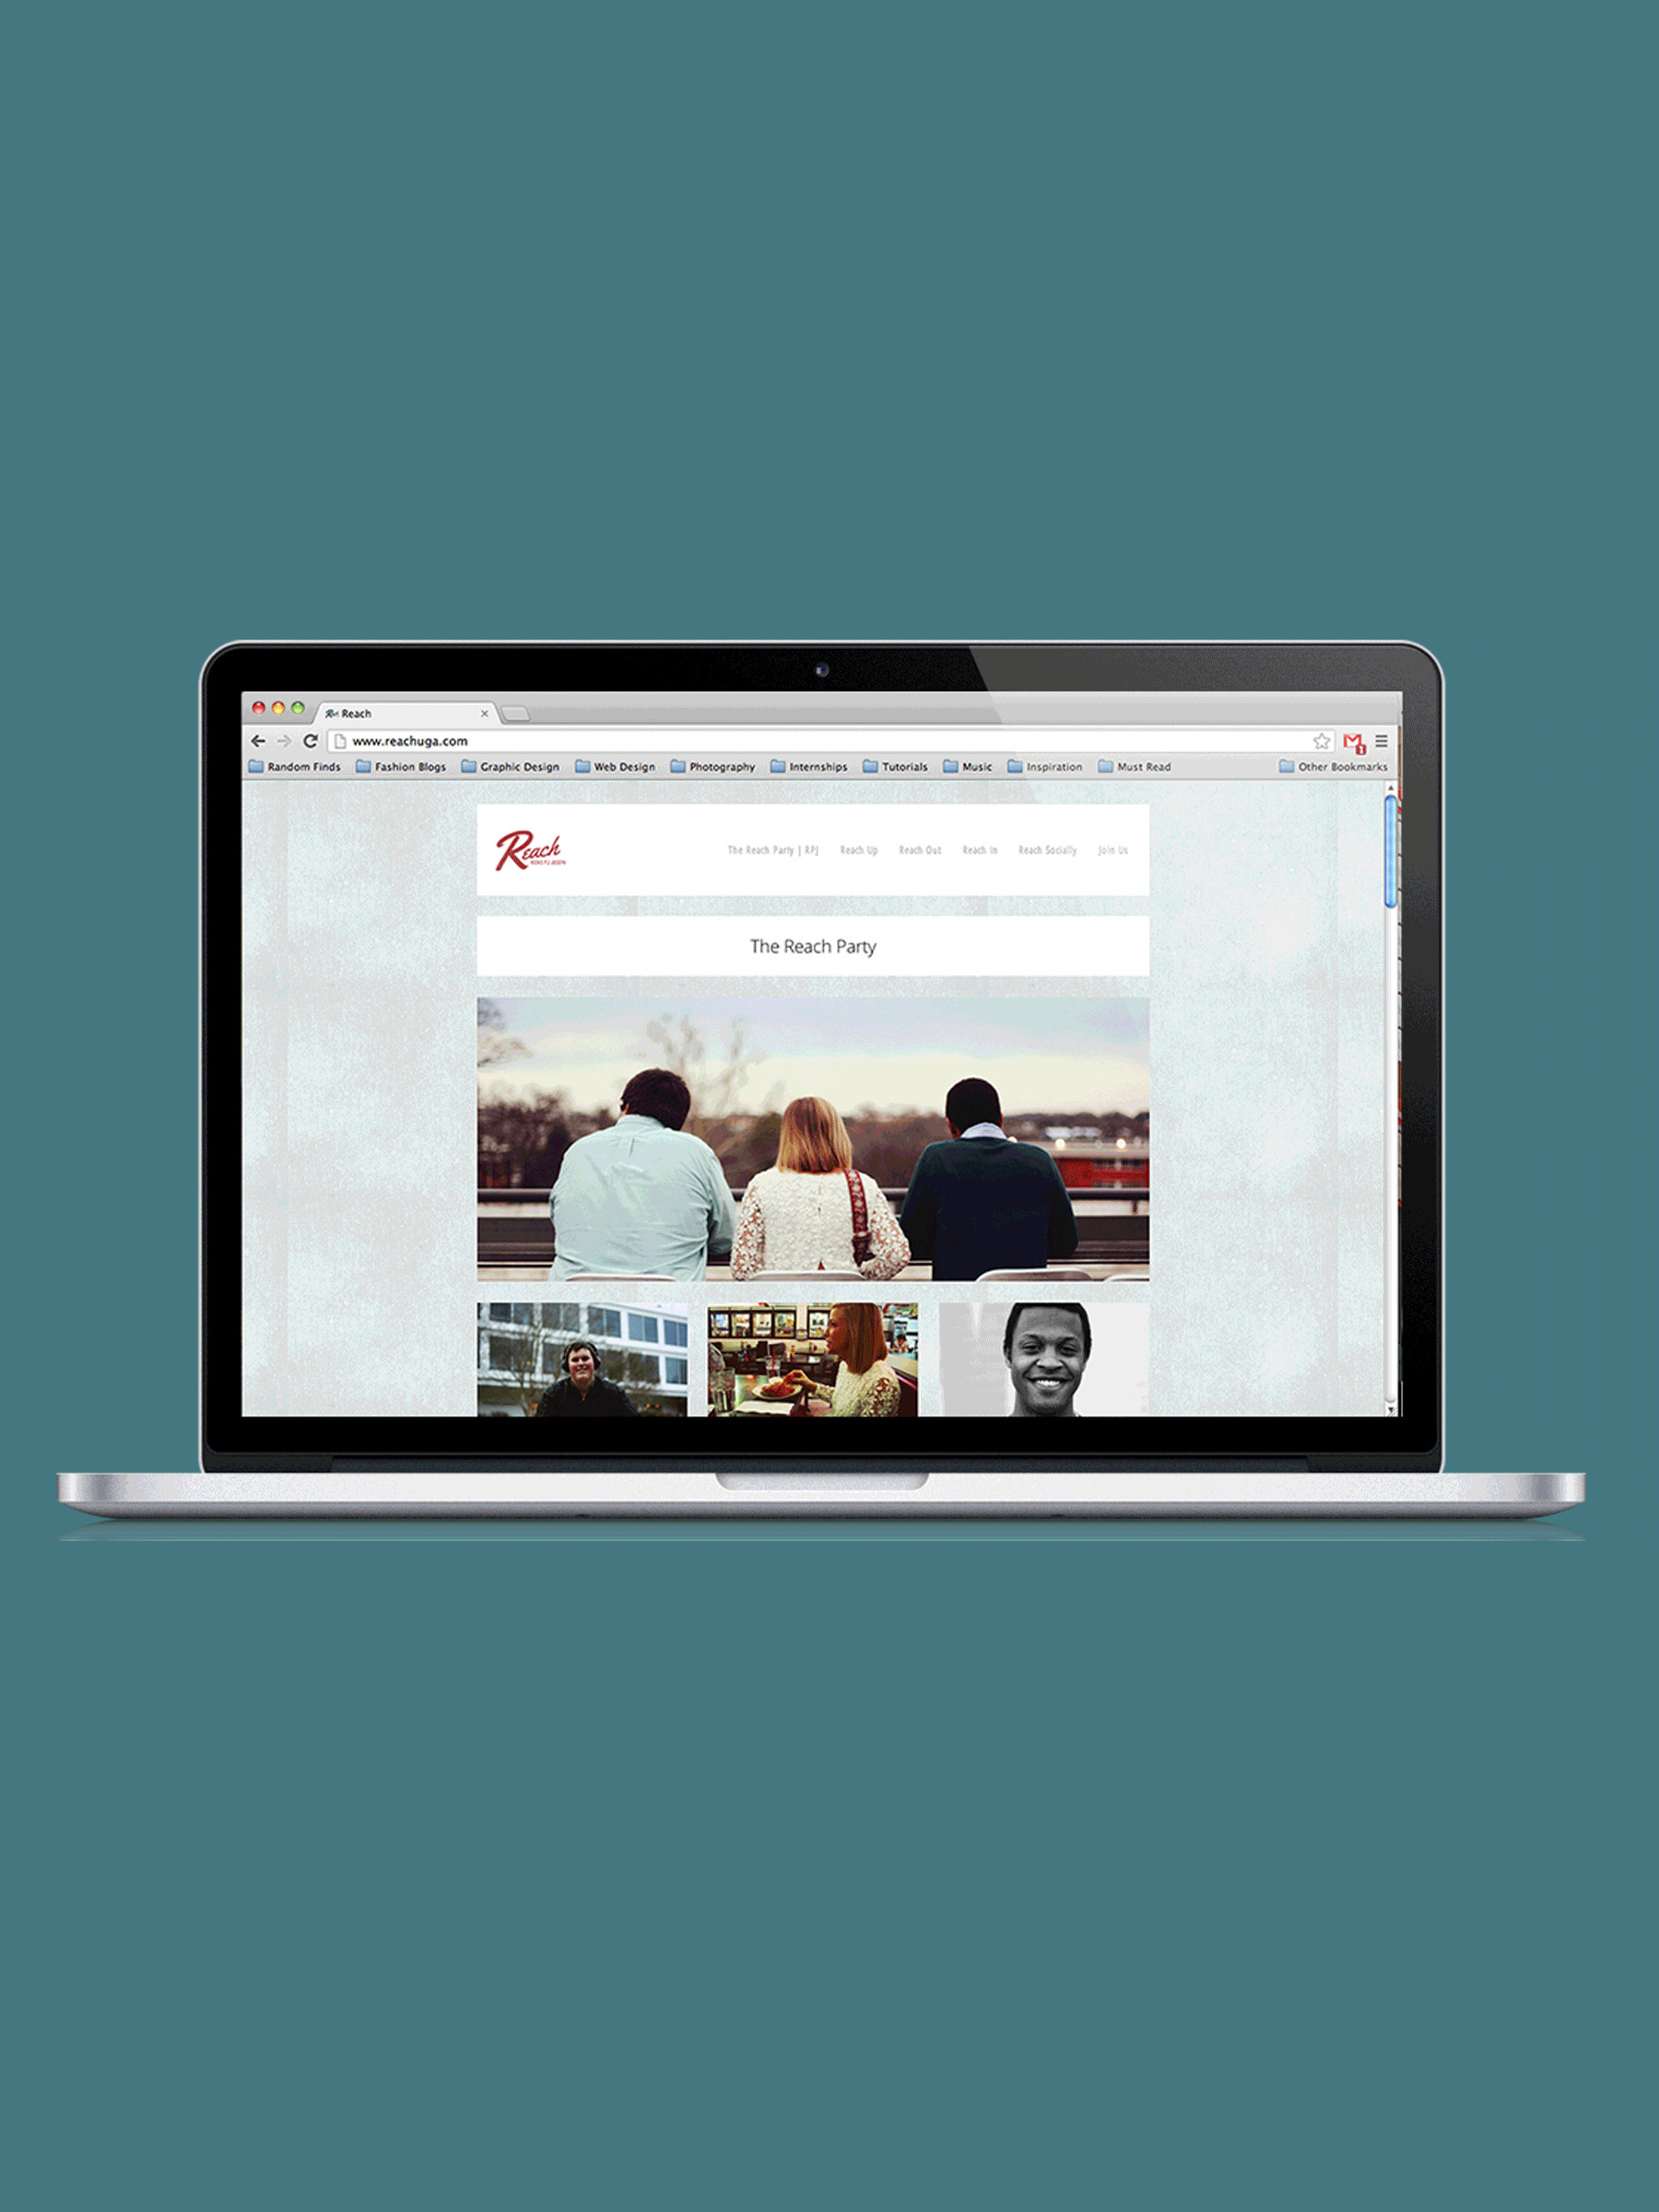 Reach
www.reachuga.com
Random Finds Fashion Blogs Graphic Design Web Design Photography Internships Tutorials Music Inspiration Must Read Other Bookmarks
Reach
The Reach Party | RPJ Reach Up Reach Out Reach In Reach Socially Join Us
The Reach Party